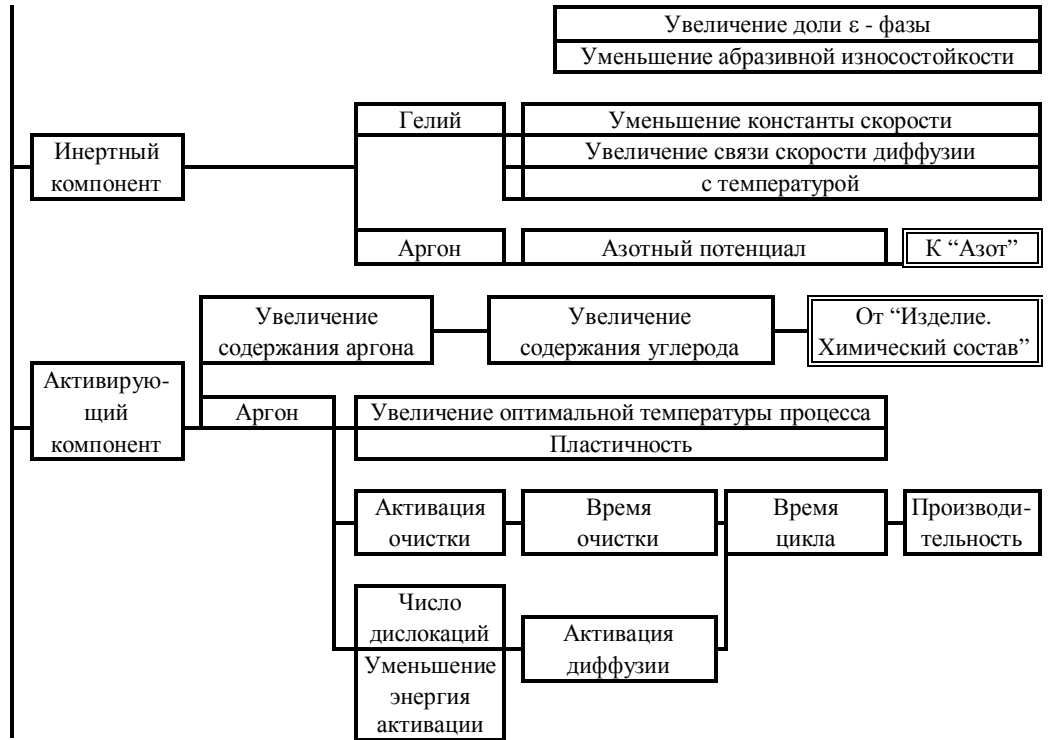 Увеличение доли ε - фазы
Уменьшение абразивной износостойкости
Инертный
компонент
Гелий
Уменьшение константы скорости
Увеличение связи скорости диффузии
с температурой
Аргон
Азотный потенциал
К “Азот”
Активирую-
щий
компонент
Увеличение
содержания аргона
Увеличение
содержания углерода
От “Изделие.
Химический состав”
Аргон
Увеличение оптимальной температуры процесса
Пластичность
Активация
очистки
Время
очистки
Время
цикла
Производи-
тельность
Число
дислокаций
Уменьшение
энергия
активации
Активация
диффузии